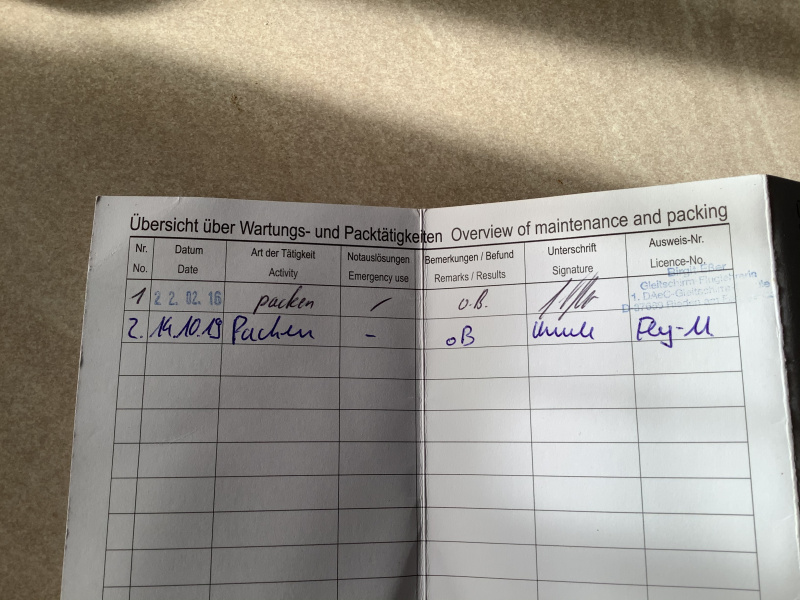 Übersicht über Wartungs- und Packtätigkeiten Overview of maintenance and packing
Nr. Datum Art der Tätigkeit Notauslösungen Bemerkungen / Befund Unterschrift Ausweis-Nr.
No. Date Activity Emergency use Remarks / Results Signature Licence-No.
1 22.02.16 packen - o.B.
2. 14.10.19 Packen - oB Fly-M